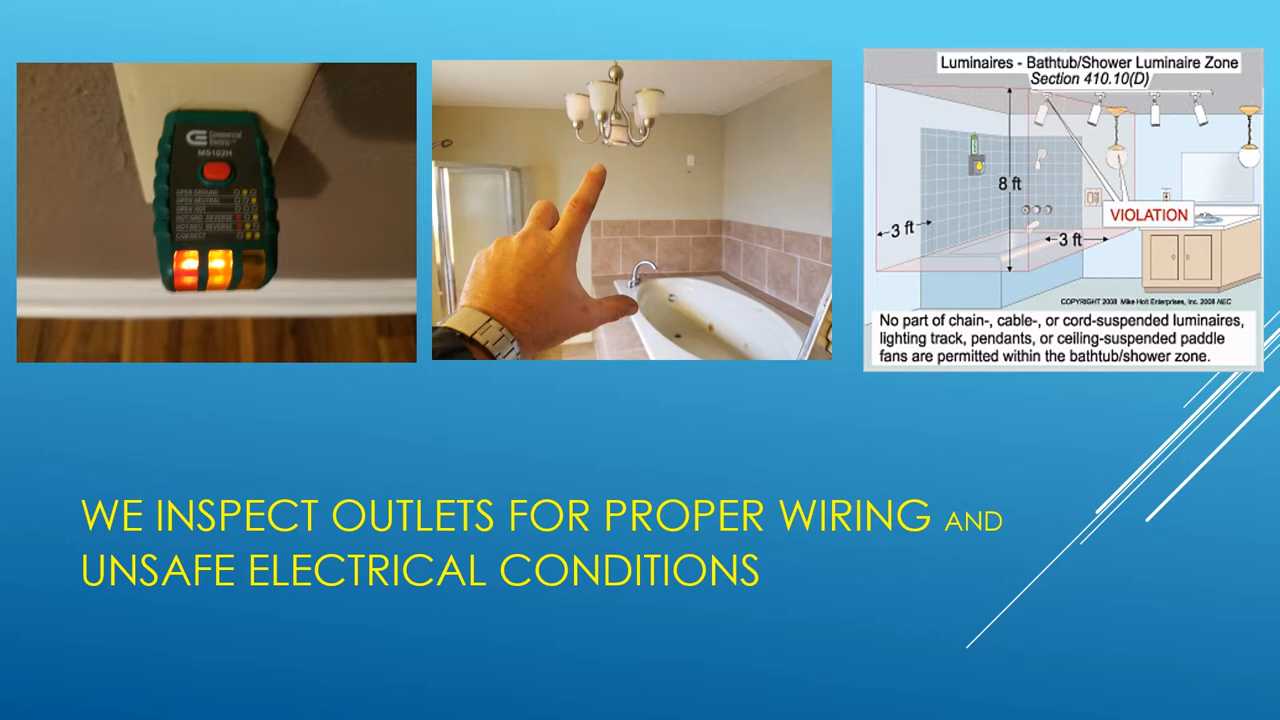 Commercial
Electric
MS102H
OPEN GROUND
OPEN NEUTRAL
OPEN HOT
HOT/GRD REVERSE
HOT/NEU REVERSE
CORRECT
Luminaires - Bathtub/Shower Luminaire Zone
Section 410.10(D)
8 ft
3 ft
3 ft
VIOLATION
COPYRIGHT 2008 Mike Holt Enterprises, Inc. 2008 NEC
No part of chain-, cable-, or cord-suspended luminaires,
lighting track, pendants, or ceiling-suspended paddle
fans are permitted within the bathtub/shower zone.
WE INSPECT OUTLETS FOR PROPER WIRING AND
UNSAFE ELECTRICAL CONDITIONS